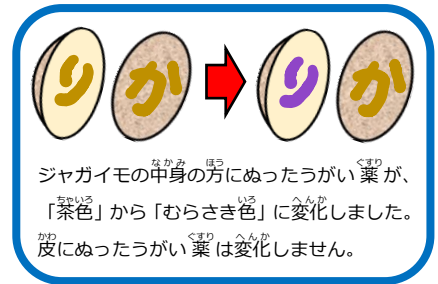 りか りか
ジャガイモの中身の方にぬったうがい薬が、
「茶色」から「むらさき色」に変化しました。
皮にぬったうがい薬は変化しません。